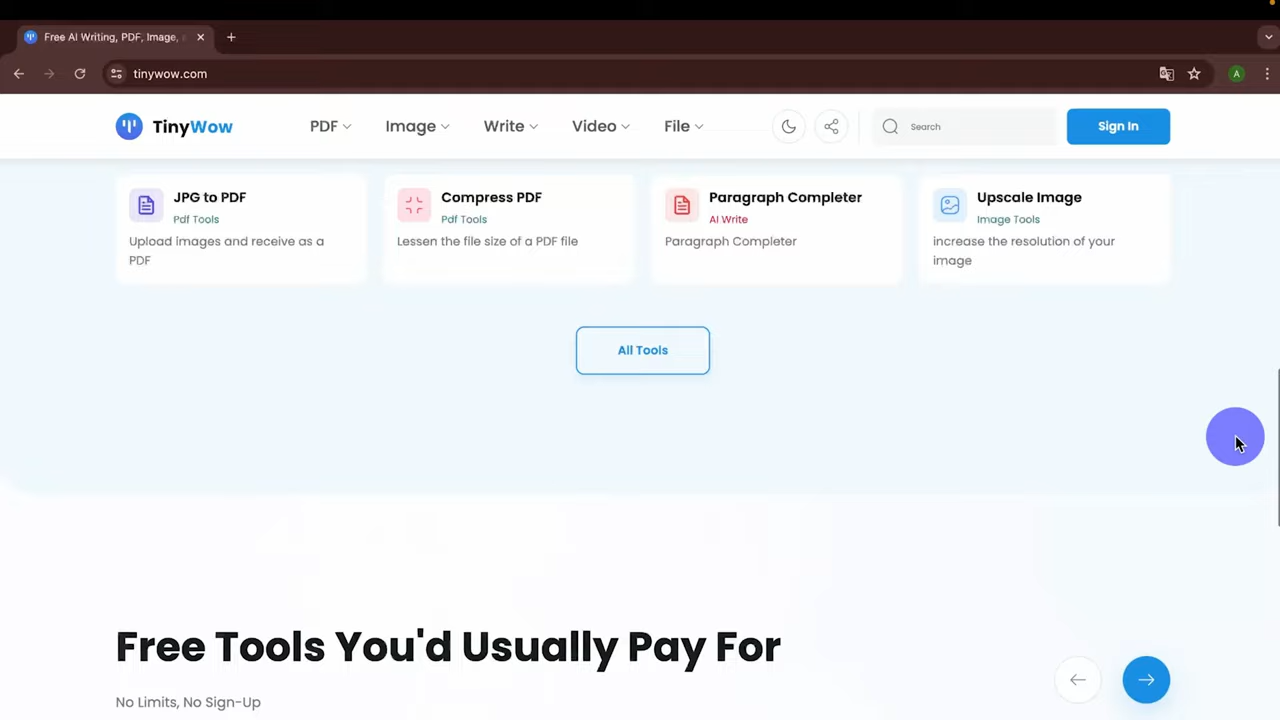 Free AI Writing, PDF, Image,
tinywow.com
A
TinyWow
PDF
Image
Write
Video
File
Search
Sign In
JPG to PDF
Pdf Tools
Upload images and receive as a
PDF
Compress PDF
Pdf Tools
Lessen the file size of a PDF file
Paragraph Completer
AI Write
Paragraph Completer
Upscale Image
Image Tools
increase the resolution of your
image
All Tools
Free Tools You'd Usually Pay For
No Limits, No Sign-Up